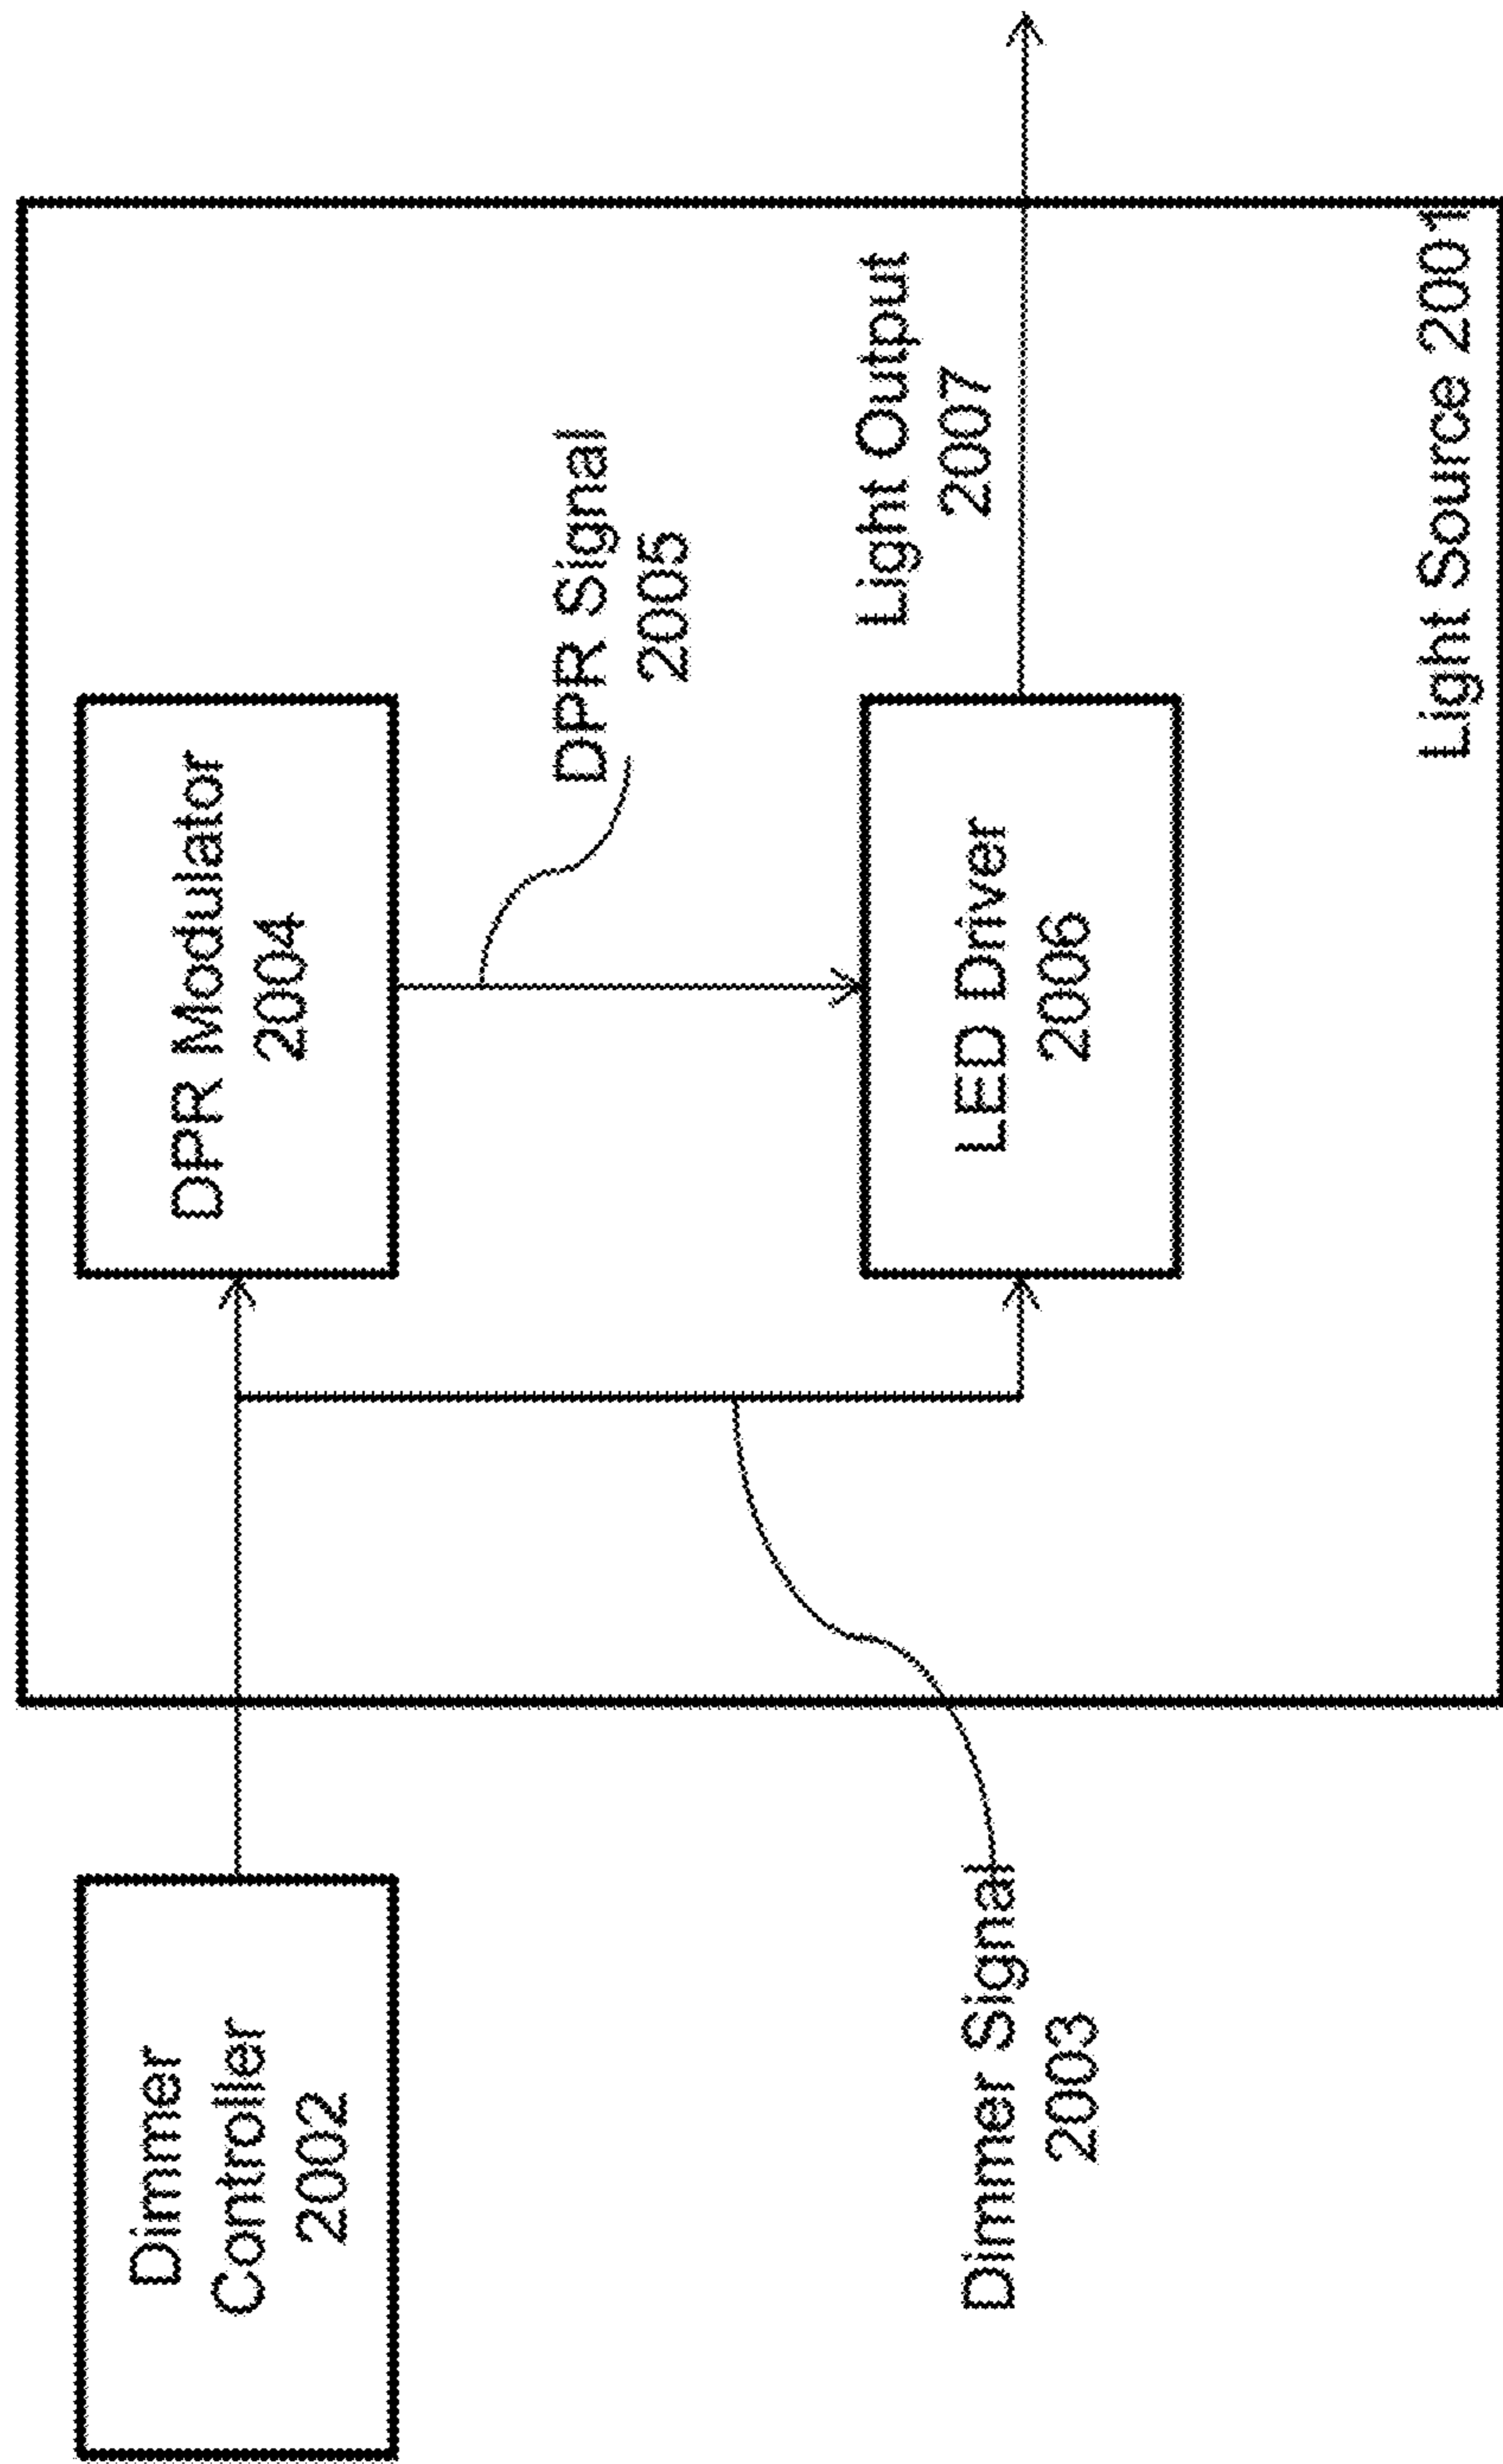 Dimmer
Controller
2002
DPR Modulator
2004
DPR Signal
2005
Dimmer Signal
2003
LED Driver
2006
Light Output
2007
Light Source 2001